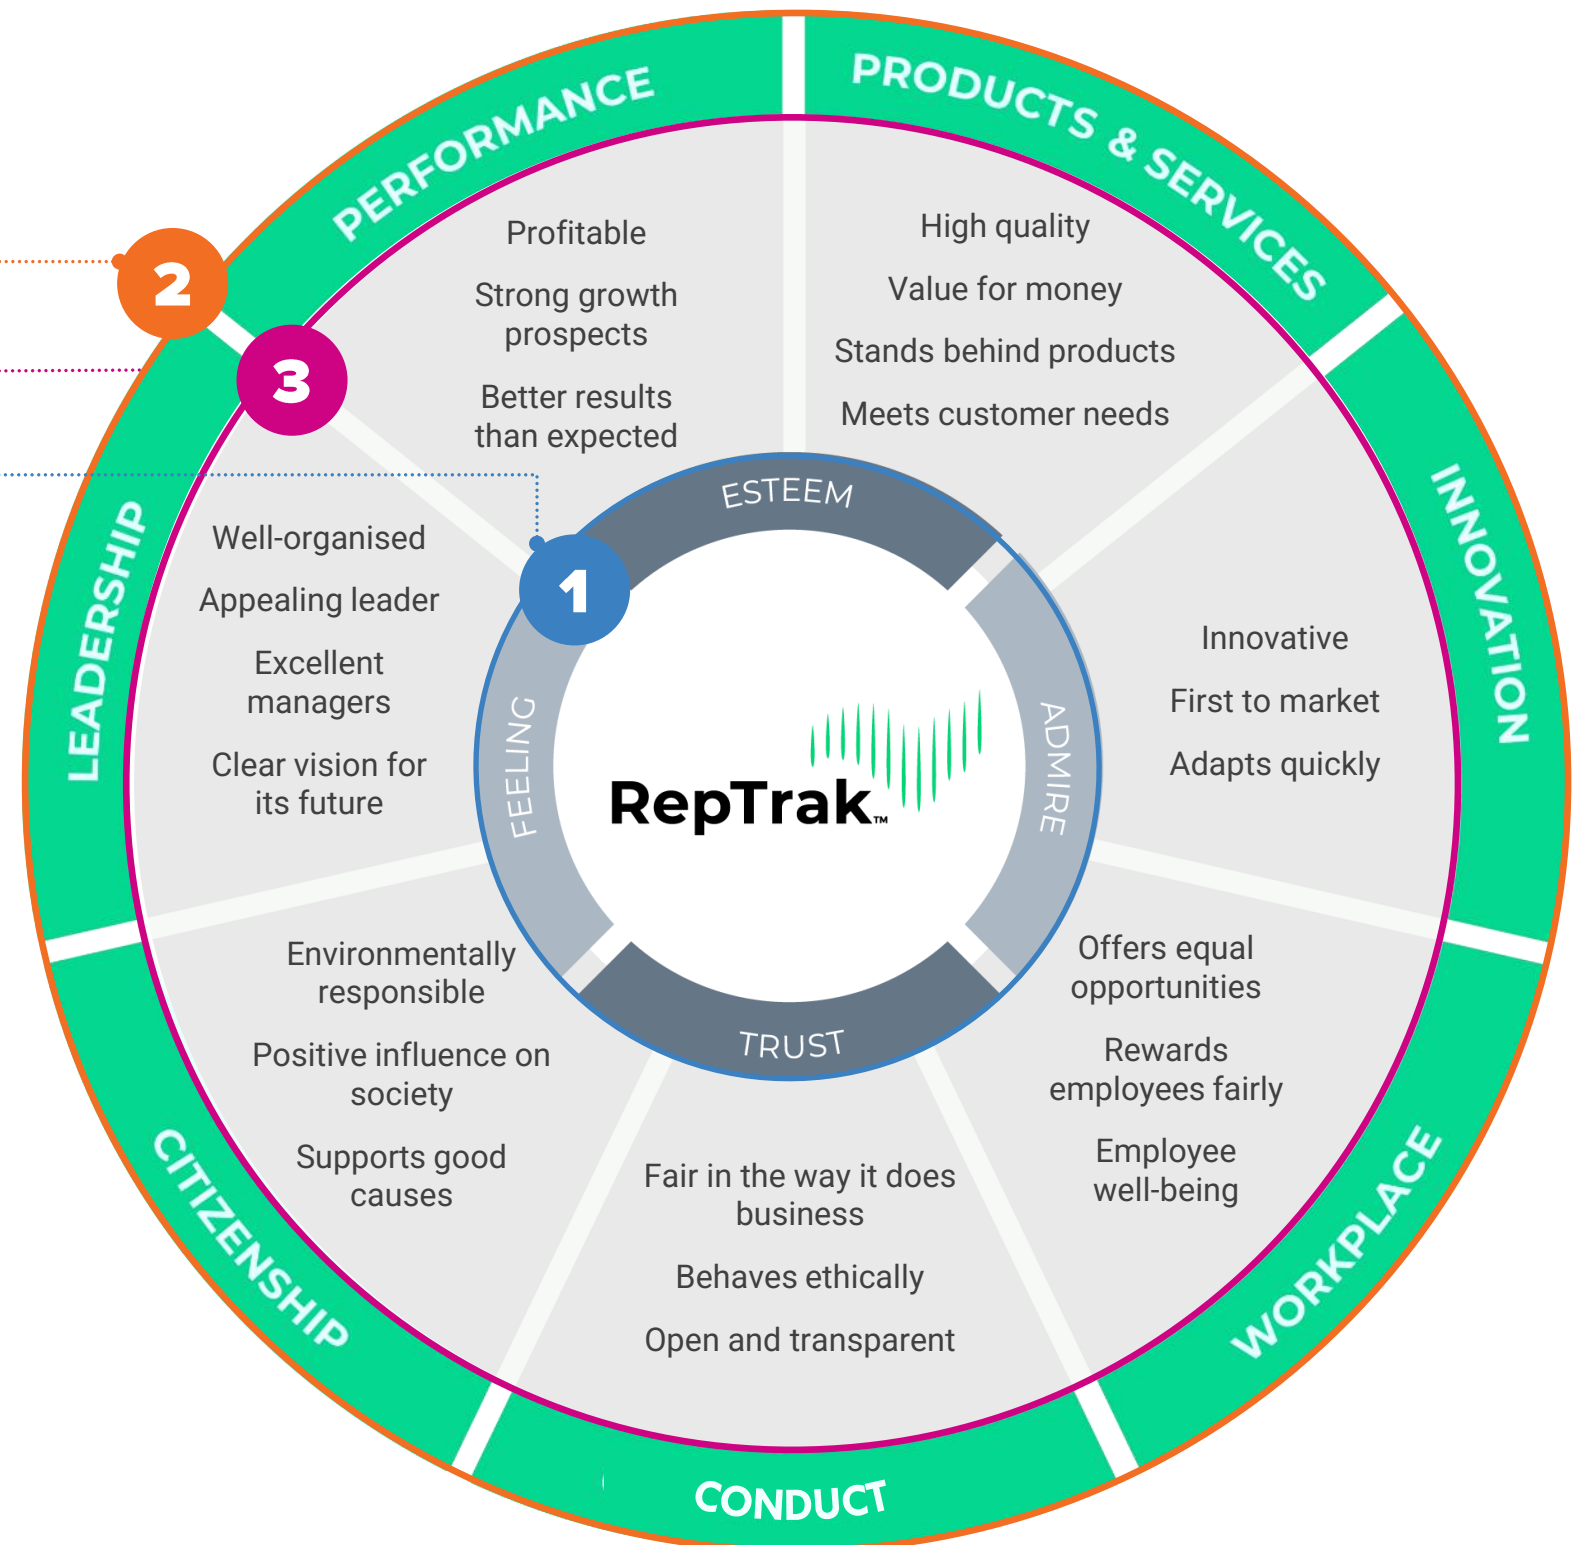 PERFORMANCE
PRODUCTS & SERVICES
INNOVATION
WORKPLACE
CONDUCT
CITIZENSHIP
LEADERSHIP
2
3
1
Profitable
Strong growth
prospects
Better results
than expected
High quality
Value for money
Stands behind products
Meets customer needs
Innovative
First to market
Adapts quickly
Offers equal
opportunities
Rewards
employees fairly
Employee
well-being
Fair in the way it does
business
Behaves ethically
Open and transparent
Environmentally
responsible
Positive influence on
society
Supports good
causes
Well-organised
Appealing leader
Excellent
managers
Clear vision for
its future
ESTEEM
ADMIRE
TRUST
FEELING
RepTrak™